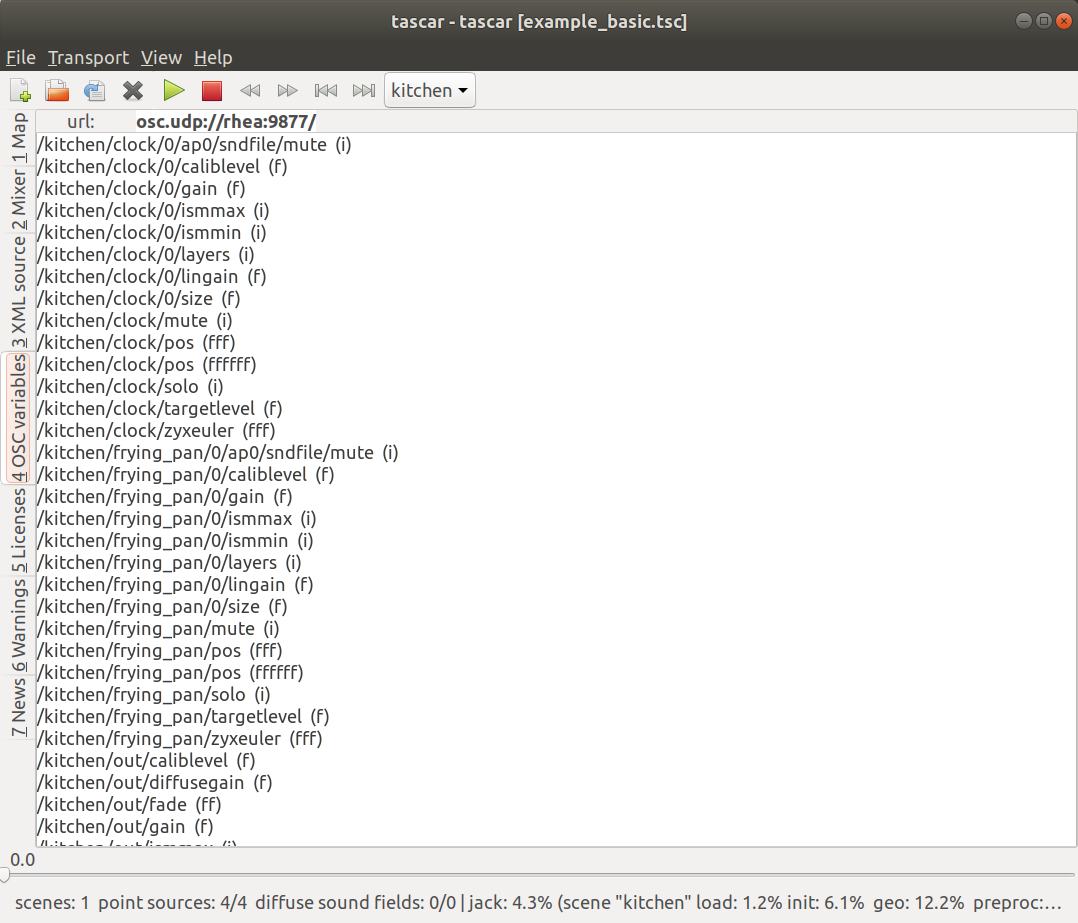 tascar - tascar [example_basic.tsc]
File Transport View Help
kitchen
1 Map
2 Mixer
3 XML source
4 OSC variables
5 Licenses
6 Warnings
7 News
url: osc.udp://rhea:9877/
/kitchen/clock/0/ap0/sndfile/mute (i)
/kitchen/clock/0/caliblevel (f)
/kitchen/clock/0/gain (f)
/kitchen/clock/0/ismmax (i)
/kitchen/clock/0/ismmin (i)
/kitchen/clock/0/layers (i)
/kitchen/clock/0/lingain (f)
/kitchen/clock/0/size (f)
/kitchen/clock/mute (i)
/kitchen/clock/pos (fff)
/kitchen/clock/pos (ffffff)
/kitchen/clock/solo (i)
/kitchen/clock/targetlevel (f)
/kitchen/clock/zyxeuler (fff)
/kitchen/frying_pan/0/ap0/sndfile/mute (i)
/kitchen/frying_pan/0/caliblevel (f)
/kitchen/frying_pan/0/gain (f)
/kitchen/frying_pan/0/ismmax (i)
/kitchen/frying_pan/0/ismmin (i)
/kitchen/frying_pan/0/layers (i)
/kitchen/frying_pan/0/lingain (f)
/kitchen/frying_pan/0/size (f)
/kitchen/frying_pan/mute (i)
/kitchen/frying_pan/pos (fff)
/kitchen/frying_pan/pos (ffffff)
/kitchen/frying_pan/solo (i)
/kitchen/frying_pan/targetlevel (f)
/kitchen/frying_pan/zyxeuler (fff)
/kitchen/out/caliblevel (f)
/kitchen/out/diffusegain (f)
/kitchen/out/fade (ff)
/kitchen/out/gain (f)
/kitchen/out/ismmax (i)
0.0
scenes: 1 point sources: 4/4 diffuse sound fields: 0/0 | jack: 4.3% (scene "kitchen" load: 1.2% init: 6.1% geo: 12.2% preproc:…